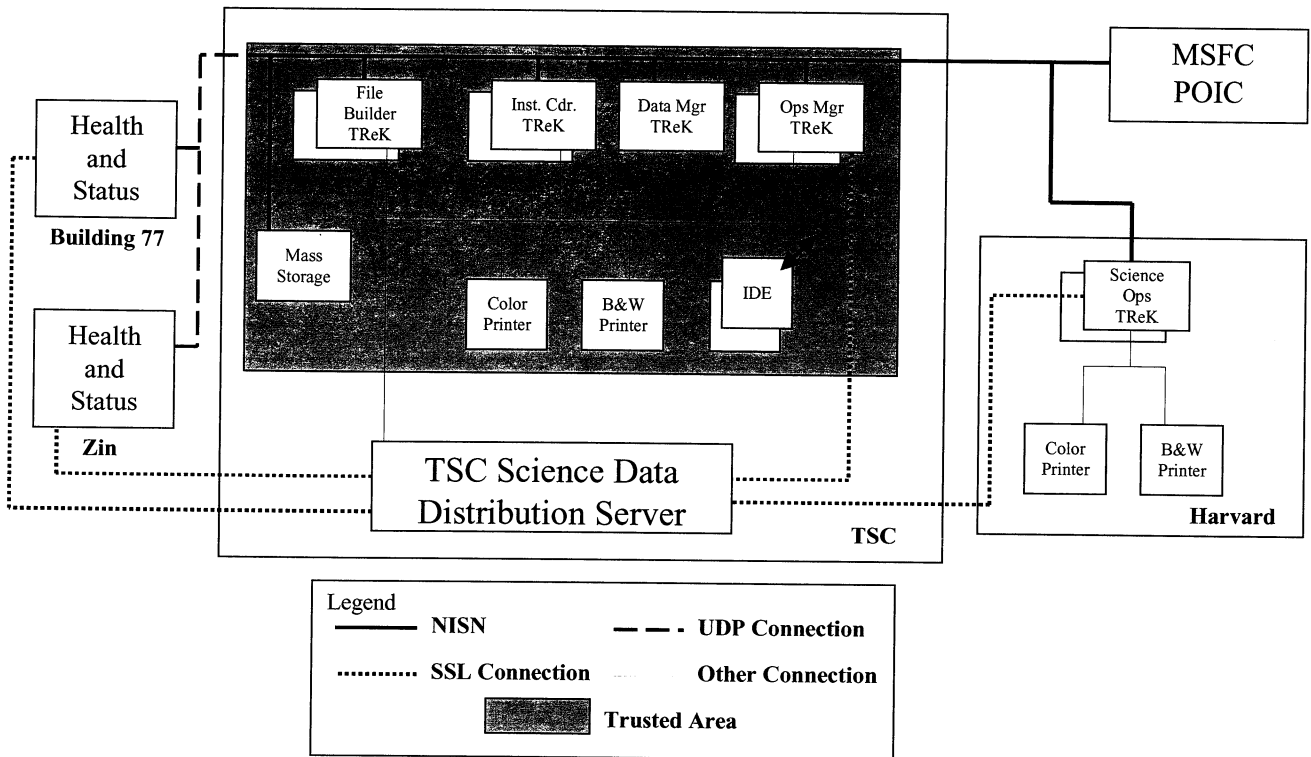 MSFC
POIC
File
Builder
TReK
Inst. Cdr.
TReK
Data Mgr
TReK
Ops Mgr
TReK
Health
and
Status
Building 77
Mass
Storage
Color
Printer
B&W
Printer
IDE
Science
Ops
TReK
Health
and
Status
Zin
Color
Printer
B&W
Printer
Harvard
TSC Science Data
Distribution Server
TSC
Legend
NISN
UDP Connection
SSL Connection
Other Connection
Trusted Area